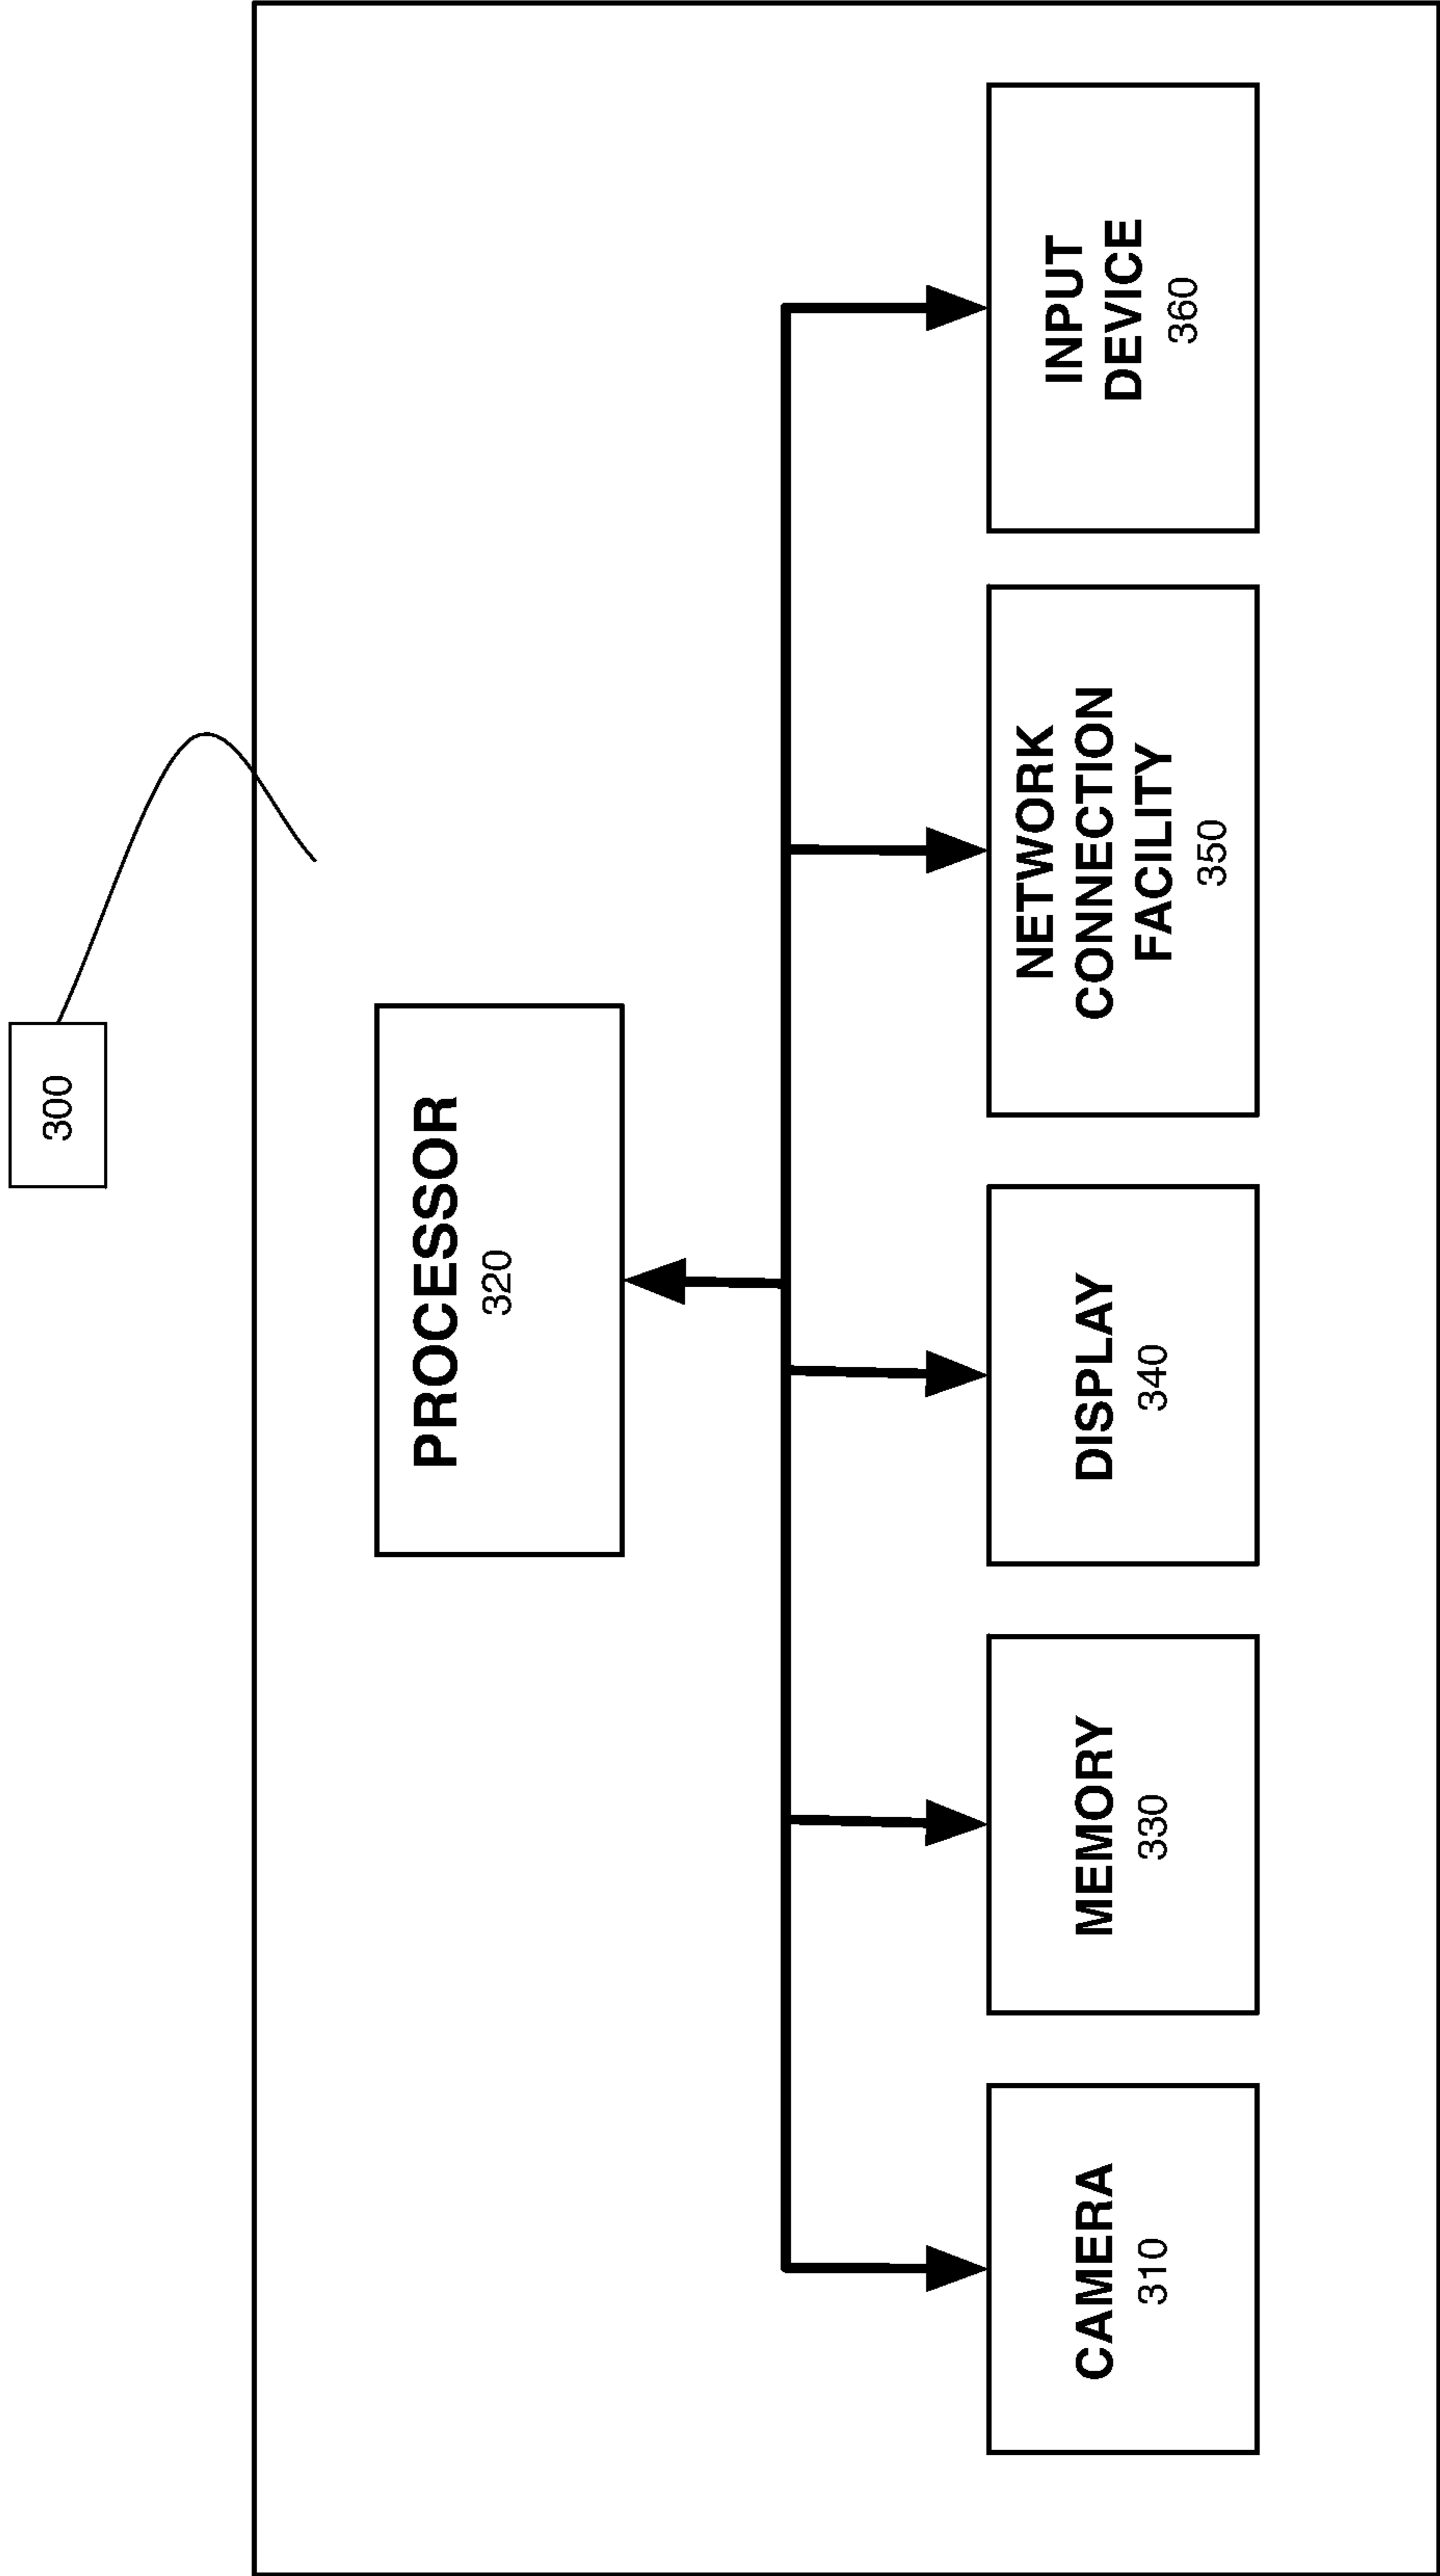 300
PROCESSOR
320
CAMERA
310
MEMORY
330
DISPLAY
340
NETWORK
CONNECTION
FACILITY
350
INPUT
DEVICE
360